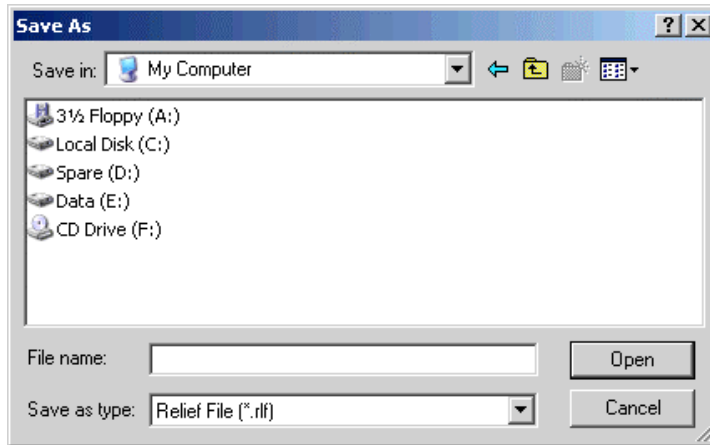 Save As
Save in: My Computer
3½ Floppy (A:)
Local Disk (C:)
Spare (D:)
Data (E:)
CD Drive (F:)
File name: Open
Save as type: Relief File (*.rlf) Cancel